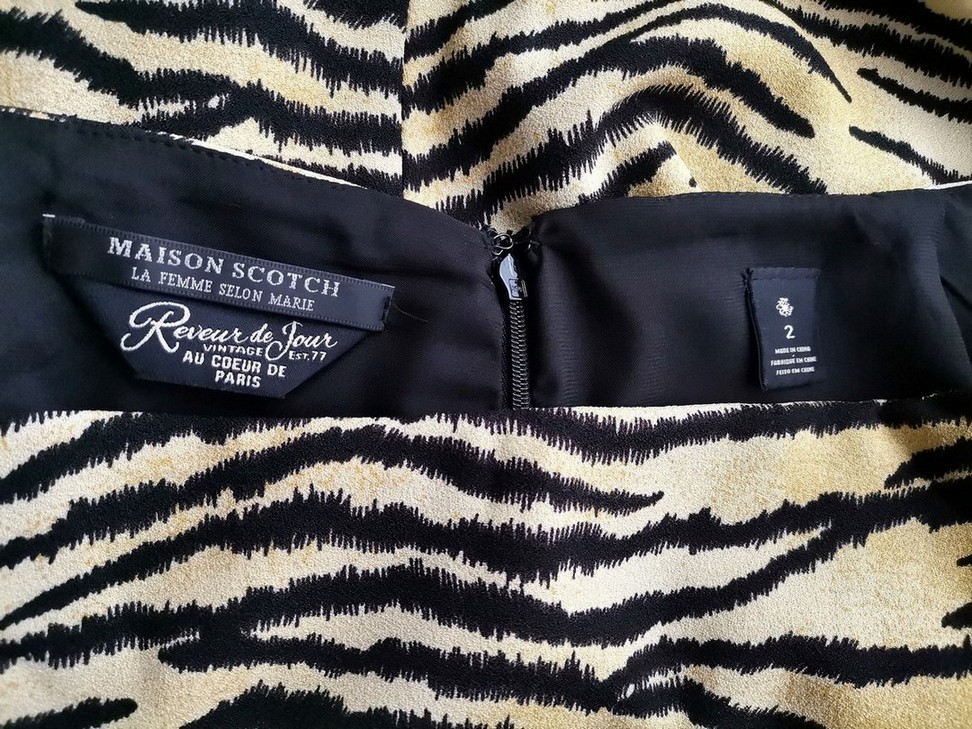 MAISON SCOTCH
LA FEMME SELON MARIE
Reveur de Jour
VINTAGE EST. 77
AU COEUR DE
PARIS
2
MADE IN CHINA
FABRIQUÉ EN CHINE
FEITO EM CHINE